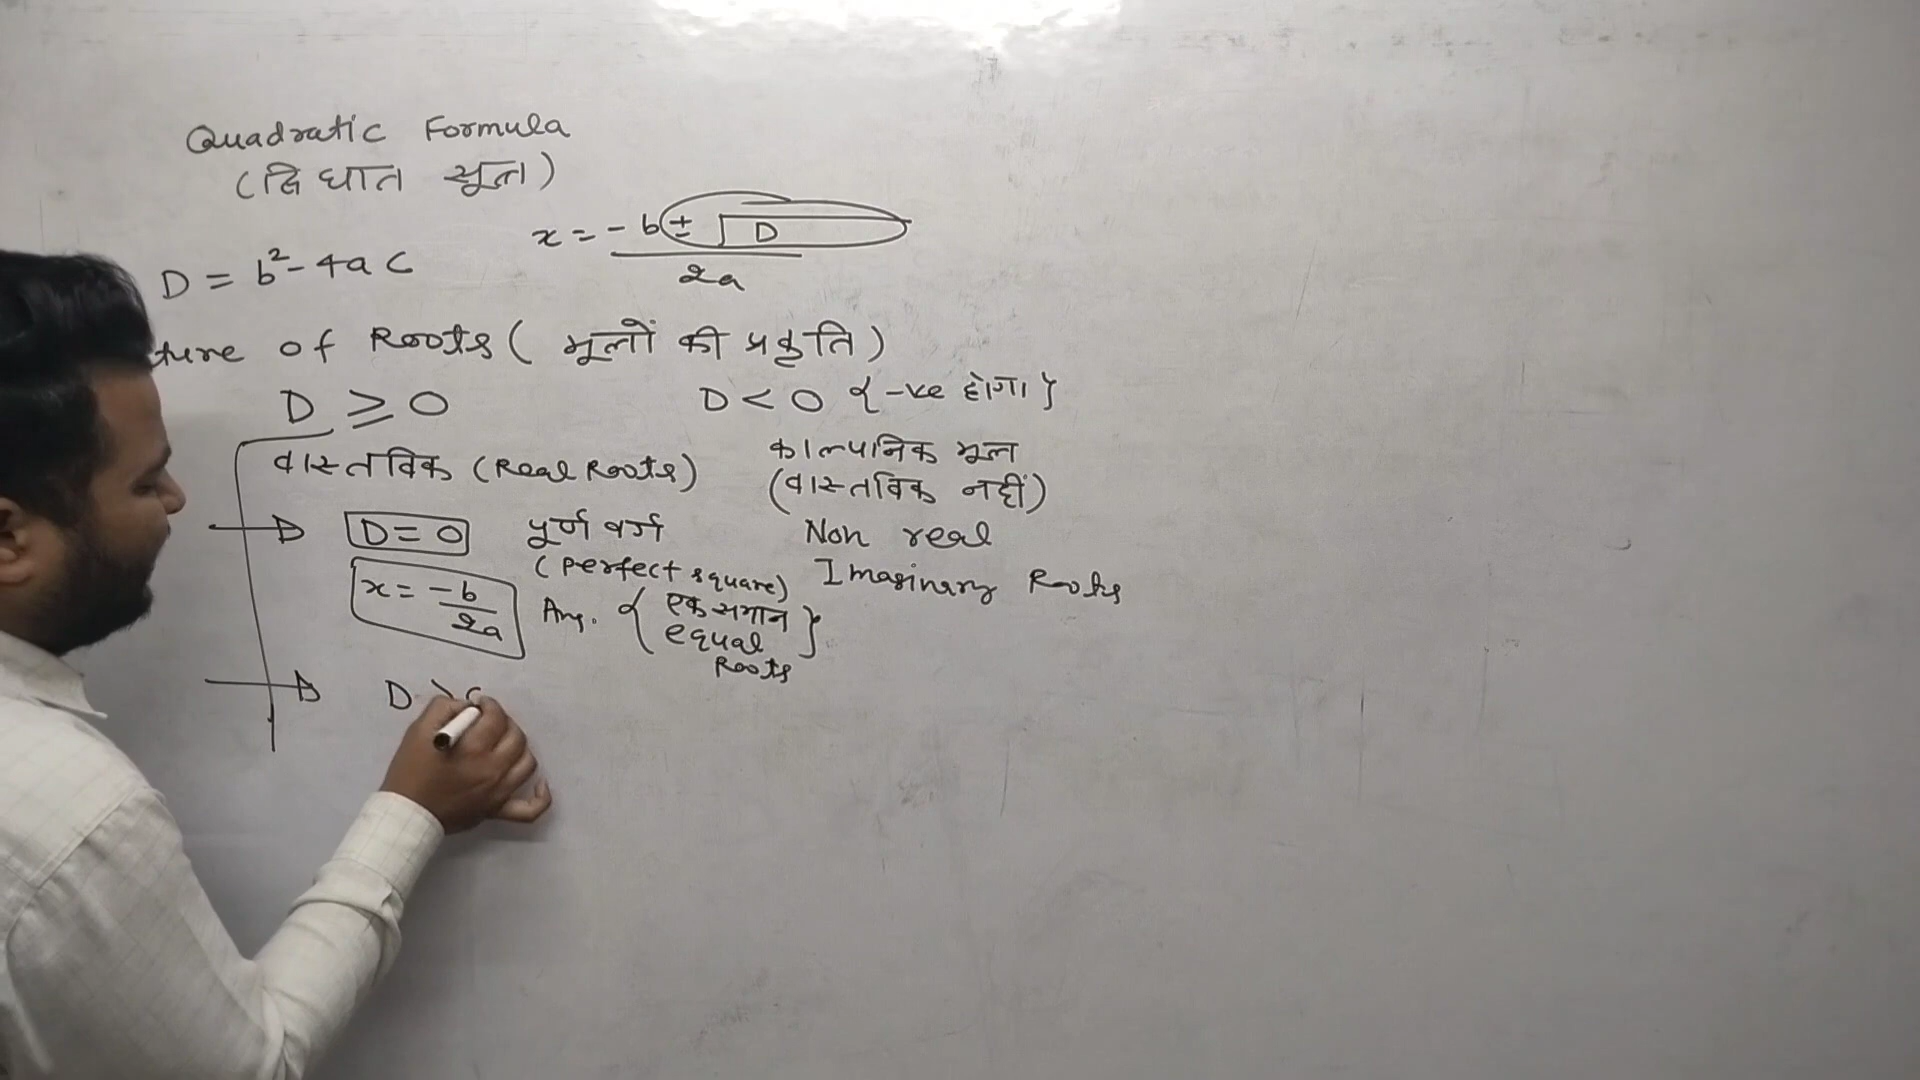 Quadratic Formula
(द्विघात सूत्र)
x = -b ± √D
2a
D = b²-4ac
ture of Roots ( मूलों की प्रकृति )
D ≥ 0
D < 0 {-ve होगा}
वास्तविक (Real Roots)
काल्पनिक मूल
(वास्तविक नहीं)
Non real
Imaginary Roots
D = 0 पूर्ण वर्ग
(perfect square)
x = -b
2a
Ans. { एक समान
equal }
Roots
D >